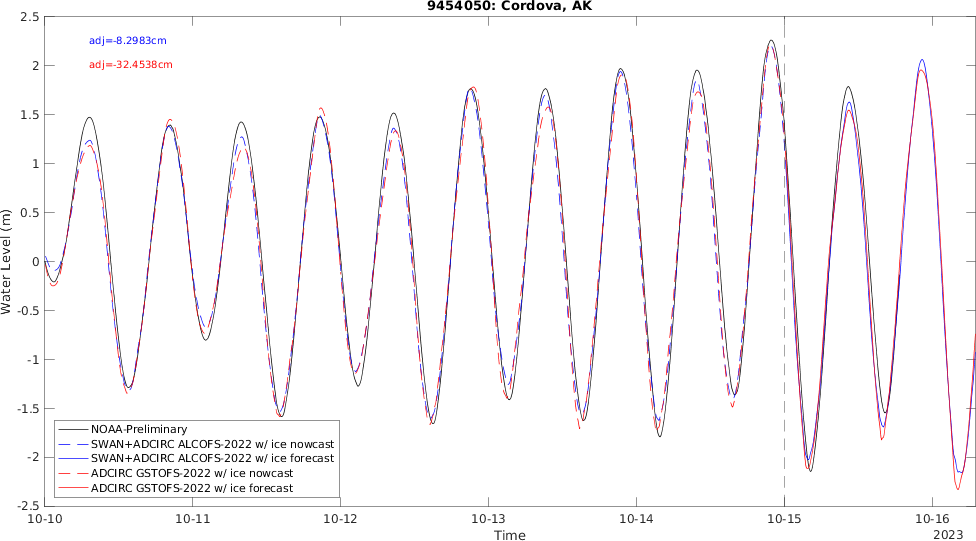 9454050: Cordova, AK
adj=-8.2983cm
adj=-32.4538cm
2.5
2
1.5
1
0.5
0
-0.5
-1
-1.5
-2
-2.5
Water Level (m)
NOAA-Preliminary
SWAN+ADCIRC ALCOFS-2022 w/ ice nowcast
SWAN+ADCIRC ALCOFS-2022 w/ ice forecast
ADCIRC GSTOFS-2022 w/ ice nowcast
ADCIRC GSTOFS-2022 w/ ice forecast
10-10 10-11 10-12 10-13 10-14 10-15 10-16
Time
2023